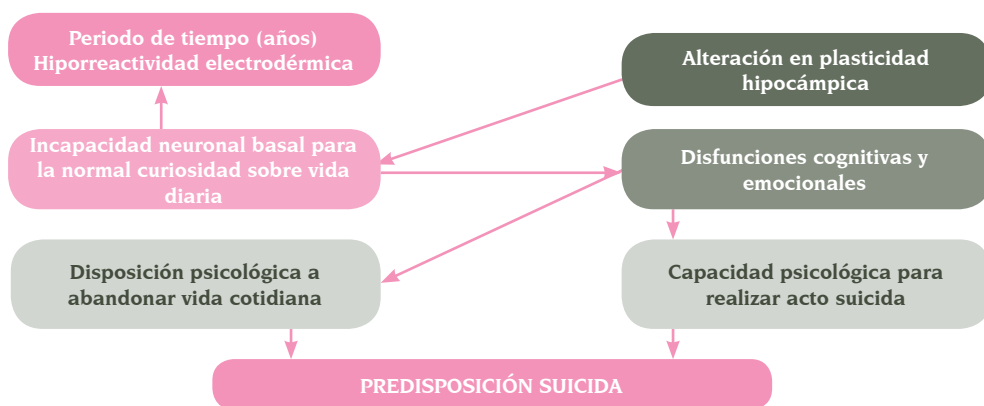 Periodo de tiempo (años)
Hiporreactividad electrodérmica
Alteración en plasticidad
hipocámpica
Incapacidad neuronal basal para
la normal curiosidad sobre vida
diaria
Disfunciones cognitivas y
emocionales
Disposición psicológica a
abandonar vida cotidiana
Capacidad psicológica para
realizar acto suicida
PREDISPOSICIÓN SUICIDA